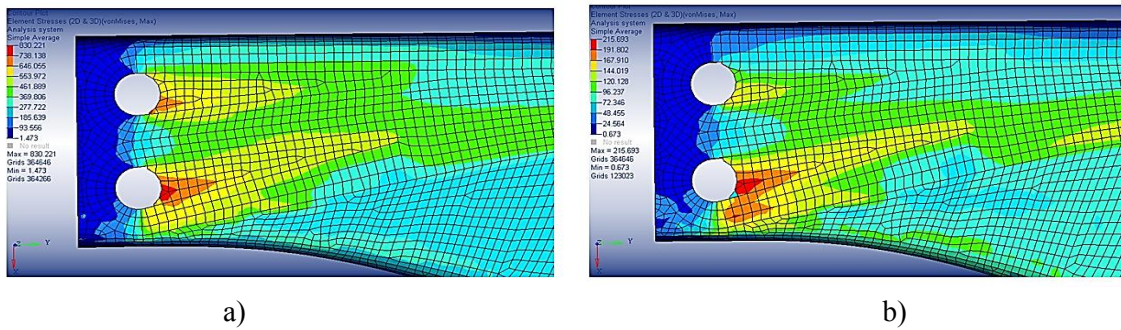 Contour Plot
Element Stresses (2D & 3D)(vonMises, Max)
Analysis system
Simple Average
830.221
738.138
646.055
553.972
461.889
369.806
277.722
185.639
93.556
1.473
No result
Max = 830.221
Grids 364646
Min = 1.473
Grids 364266
Z
Y
X
a)
Contour Plot
Element Stresses (2D & 3D)(vonMises, Max)
Analysis system
Simple Average
215.693
191.802
167.910
144.019
120.128
96.237
72.346
48.455
24.564
0.673
No result
Max = 215.693
Grids 364646
Min = 0.673
Grids 123023
Z
Y
X
b)